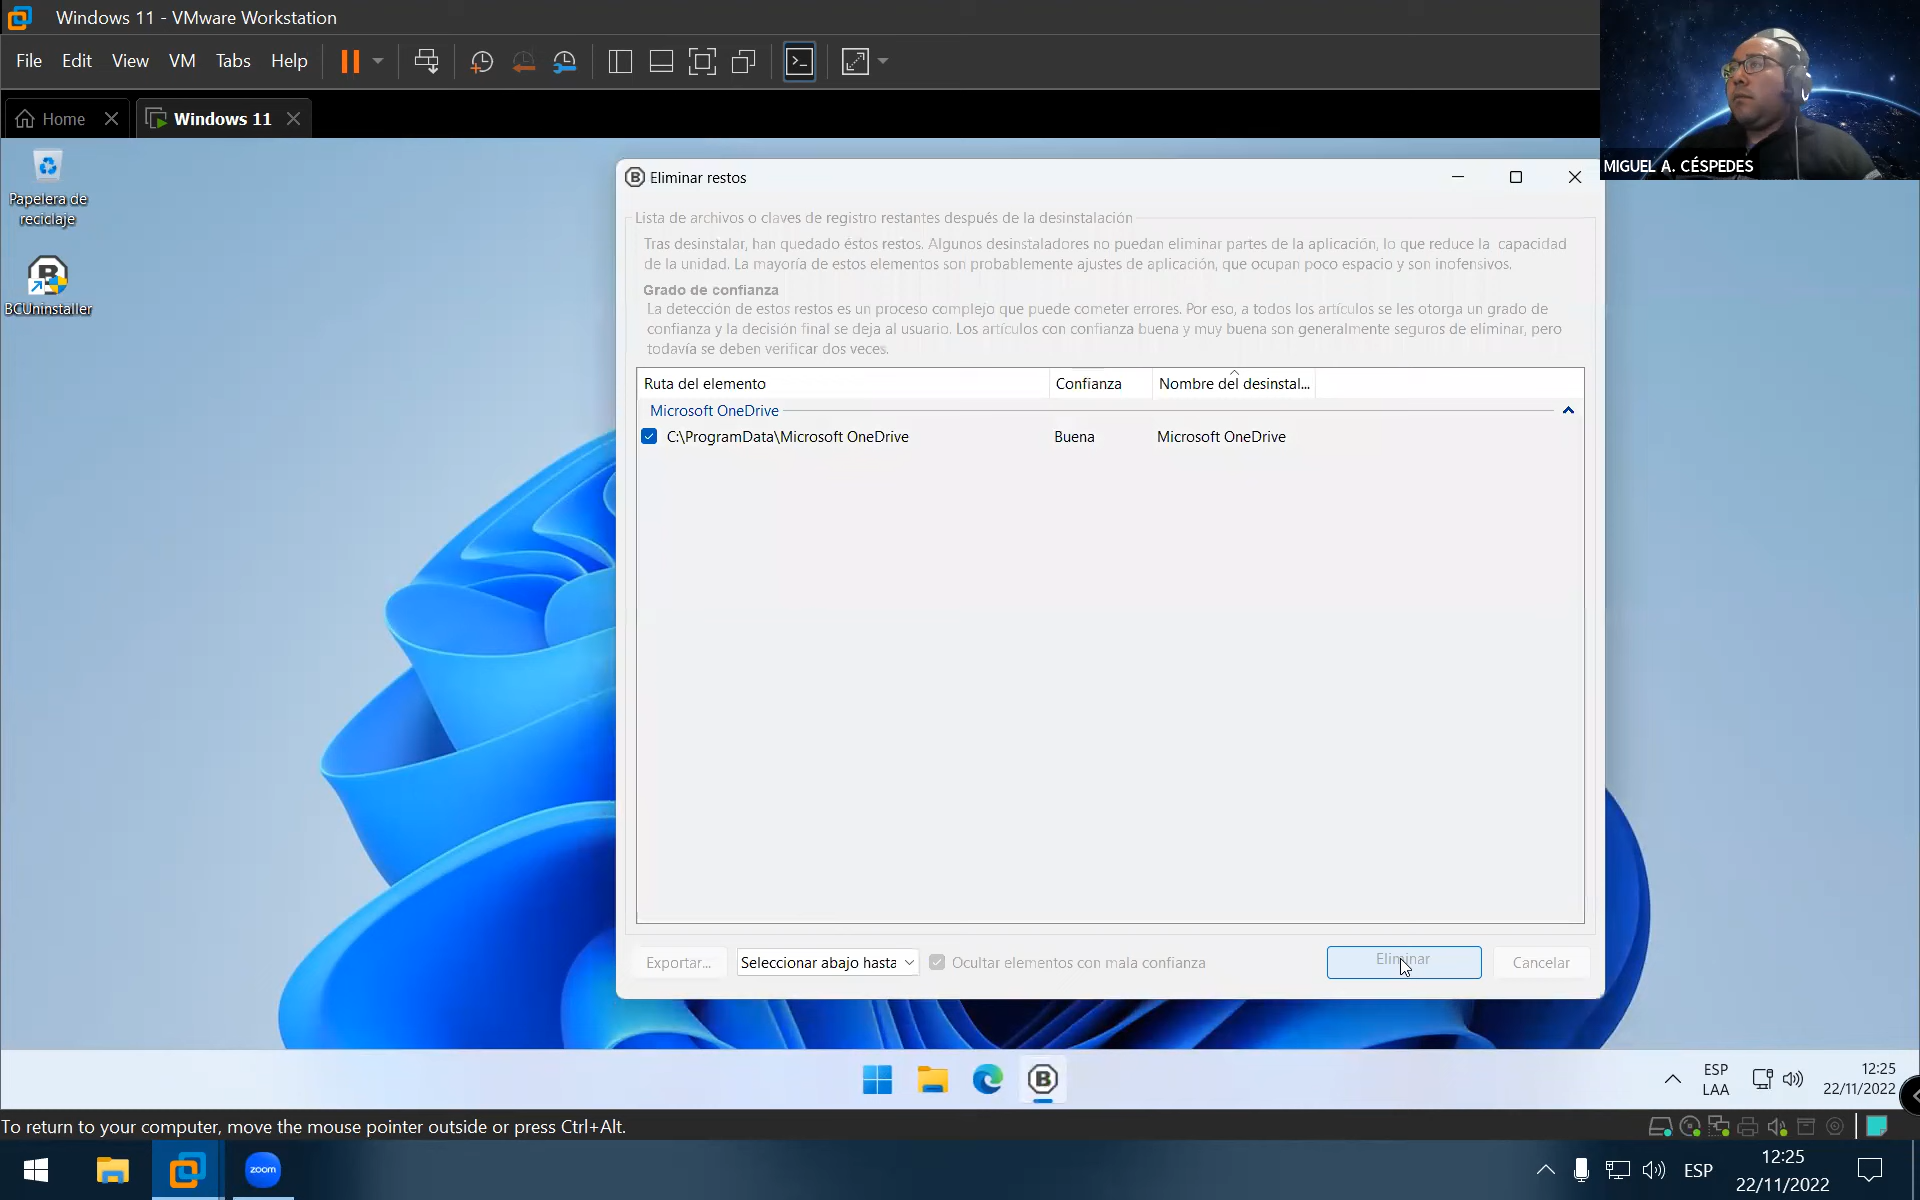 Windows 11 - VMware Workstation
File Edit View VM Tabs Help
Home
Windows 11
MIGUEL A. CÉSPEDES
Papelera de
reciclaje
BCUninstaller
Eliminar restos
Lista de archivos o claves de registro restantes después de la desinstalación
Tras desinstalar, han quedado éstos restos. Algunos desinstaladores no puedan eliminar partes de la aplicación, lo que reduce la capacidad
de la unidad. La mayoría de estos elementos son probablemente ajustes de aplicación, que ocupan poco espacio y son inofensivos.
Grado de confianza
La detección de estos restos es un proceso complejo que puede cometer errores. Por eso, a todos los artículos se les otorga un grado de
confianza y la decisión final se deja al usuario. Los artículos con confianza buena y muy buena son generalmente seguros de eliminar, pero
todavía se deben verificar dos veces.
Ruta del elemento Confianza Nombre del desinstal...
Microsoft OneDrive
C:\ProgramData\Microsoft OneDrive Buena Microsoft OneDrive
Exportar... Seleccionar abajo hasta Ocultar elementos con mala confianza Eliminar Cancelar
ESP
LAA
12:25
22/11/2022
To return to your computer, move the mouse pointer outside or press Ctrl+Alt.
zoom
ESP
12:25
22/11/2022